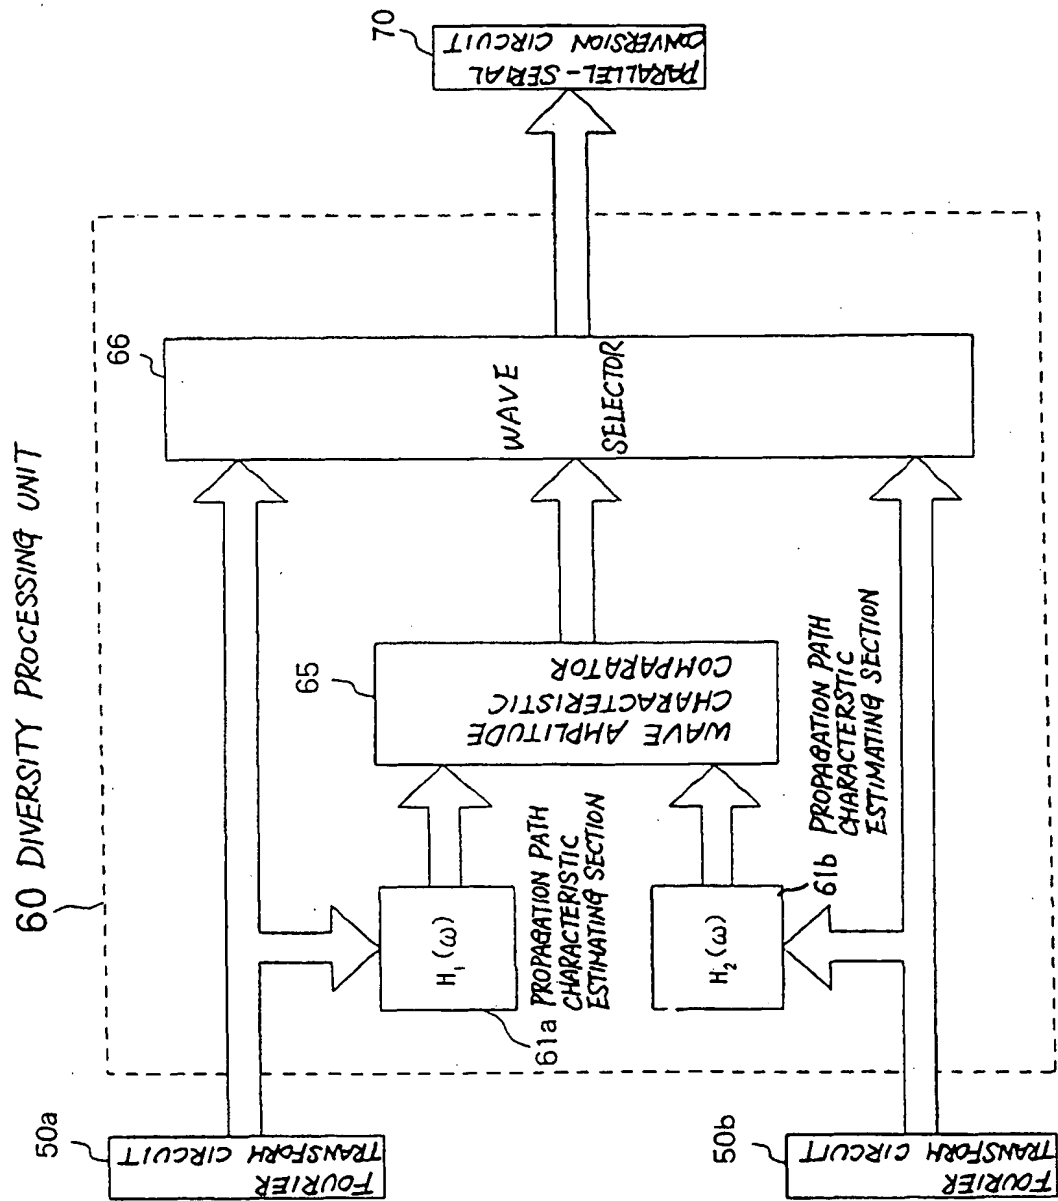 60 DIVERSITY PROCESSING UNIT
50a
FOURIER
TRANSFORM CIRCUIT
61a PROPAGATION PATH
CHARACTERISTIC
ESTIMATING SECTION
H₁(ω)
65
WAVE AMPLITUDE
CHARACTERISTIC
COMPARATOR
66
WAVE
SELECTOR
70
PARALLEL-SERIAL
CONVERSION CIRCUIT
H₂(ω)
61b PROPAGATION PATH
CHARACTERSTIC
ESTIMATING SECTION
50b
FOURIER
TRANSFORM CIRCUIT